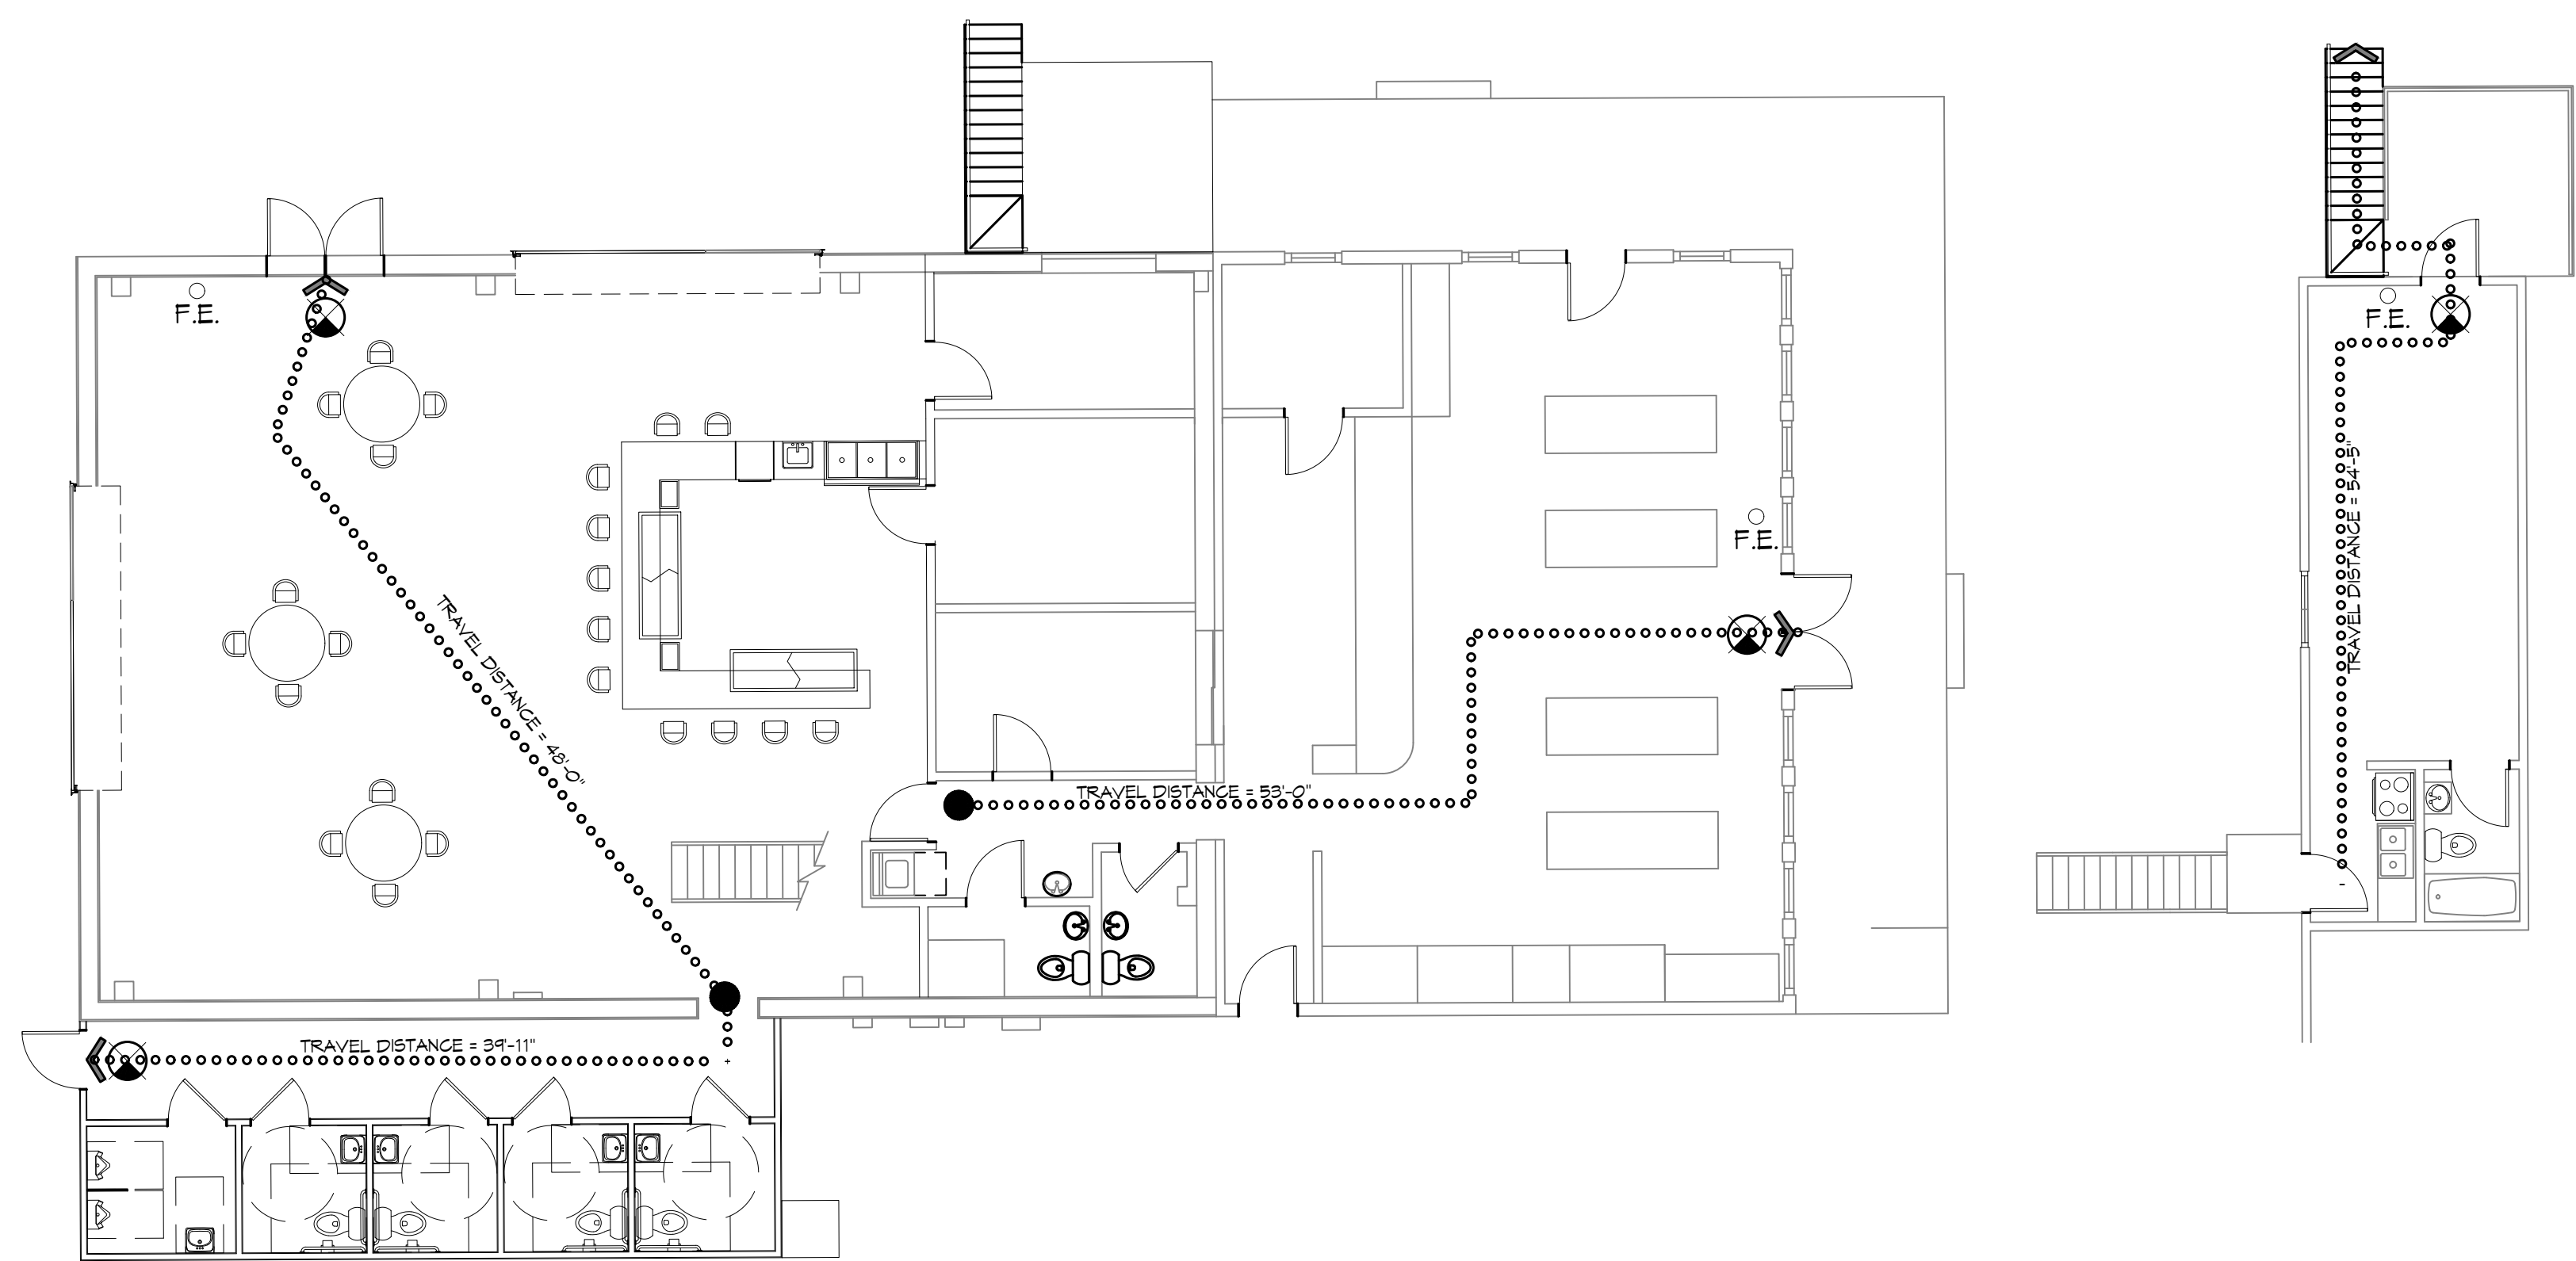 F.E.
F.E.
TRAVEL DISTANCE = 54'-5"
F.E.
TRAVEL DISTANCE = 48'-0"
TRAVEL DISTANCE = 53'-0"
TRAVEL DISTANCE = 39'-11"